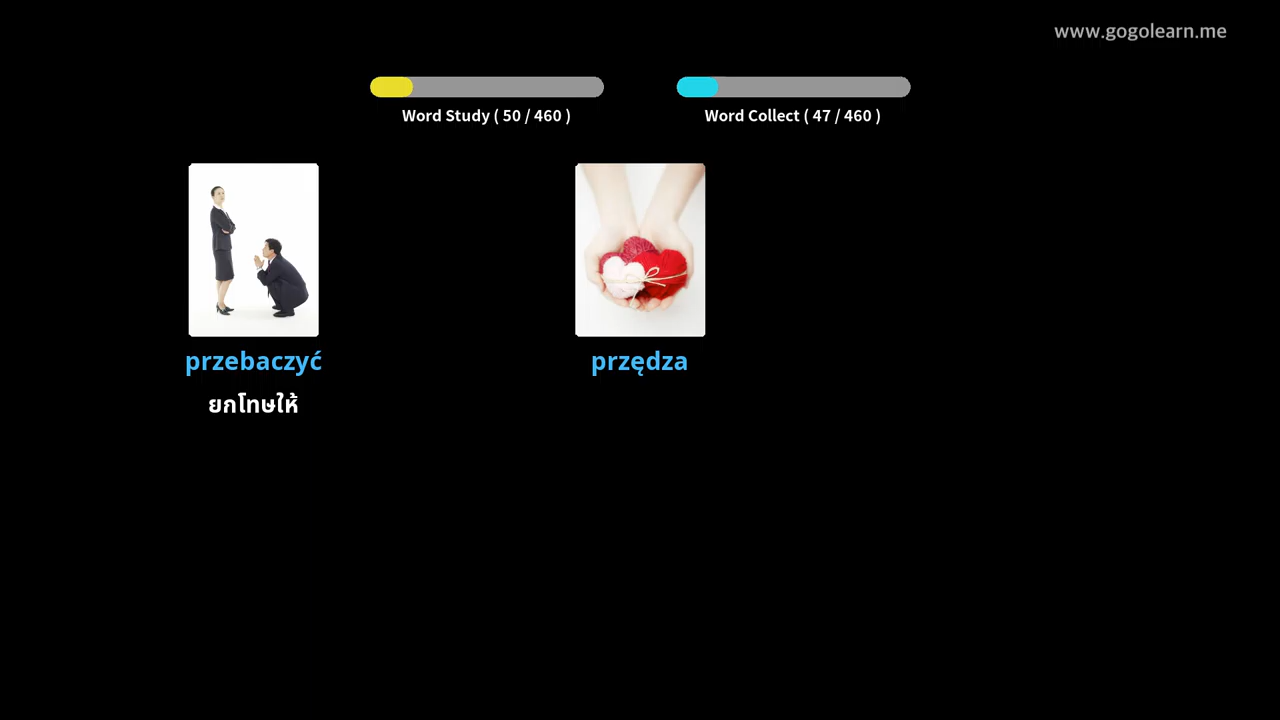 www.gogolearn.me
Word Study ( 50 / 460 )
Word Collect ( 47 / 460 )
przebaczyć
przędza
ยกโทษให้